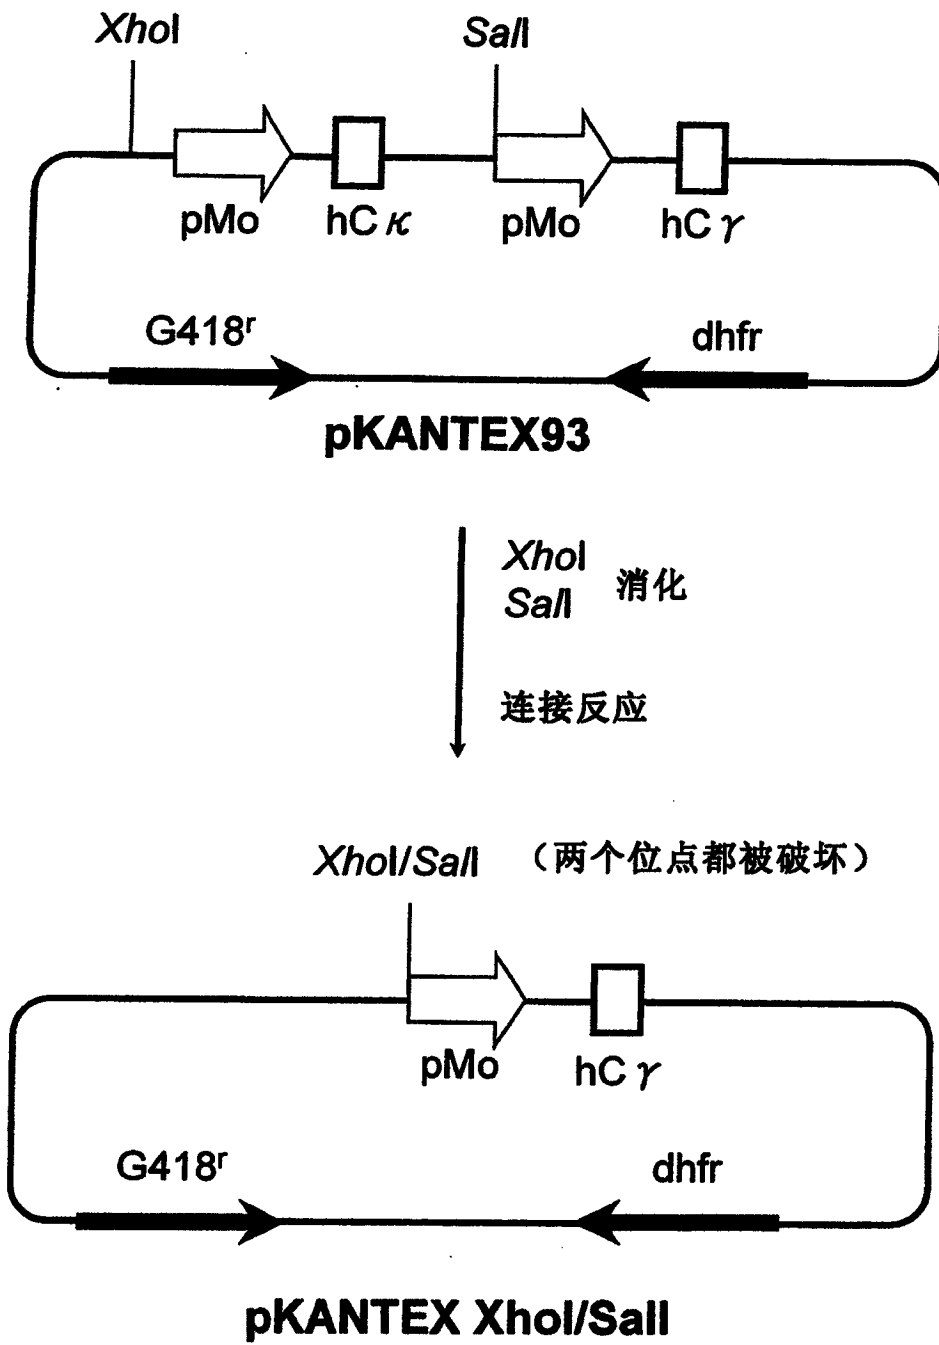 XhoI SalI
pMo hCκ pMo hCγ
G418r dhfr
pKANTEX93
XhoI
SalI 消化
连接反应
XhoI/SalI （两个位点都被破坏）
pMo hCγ
G418r dhfr
pKANTEX XhoI/SalI